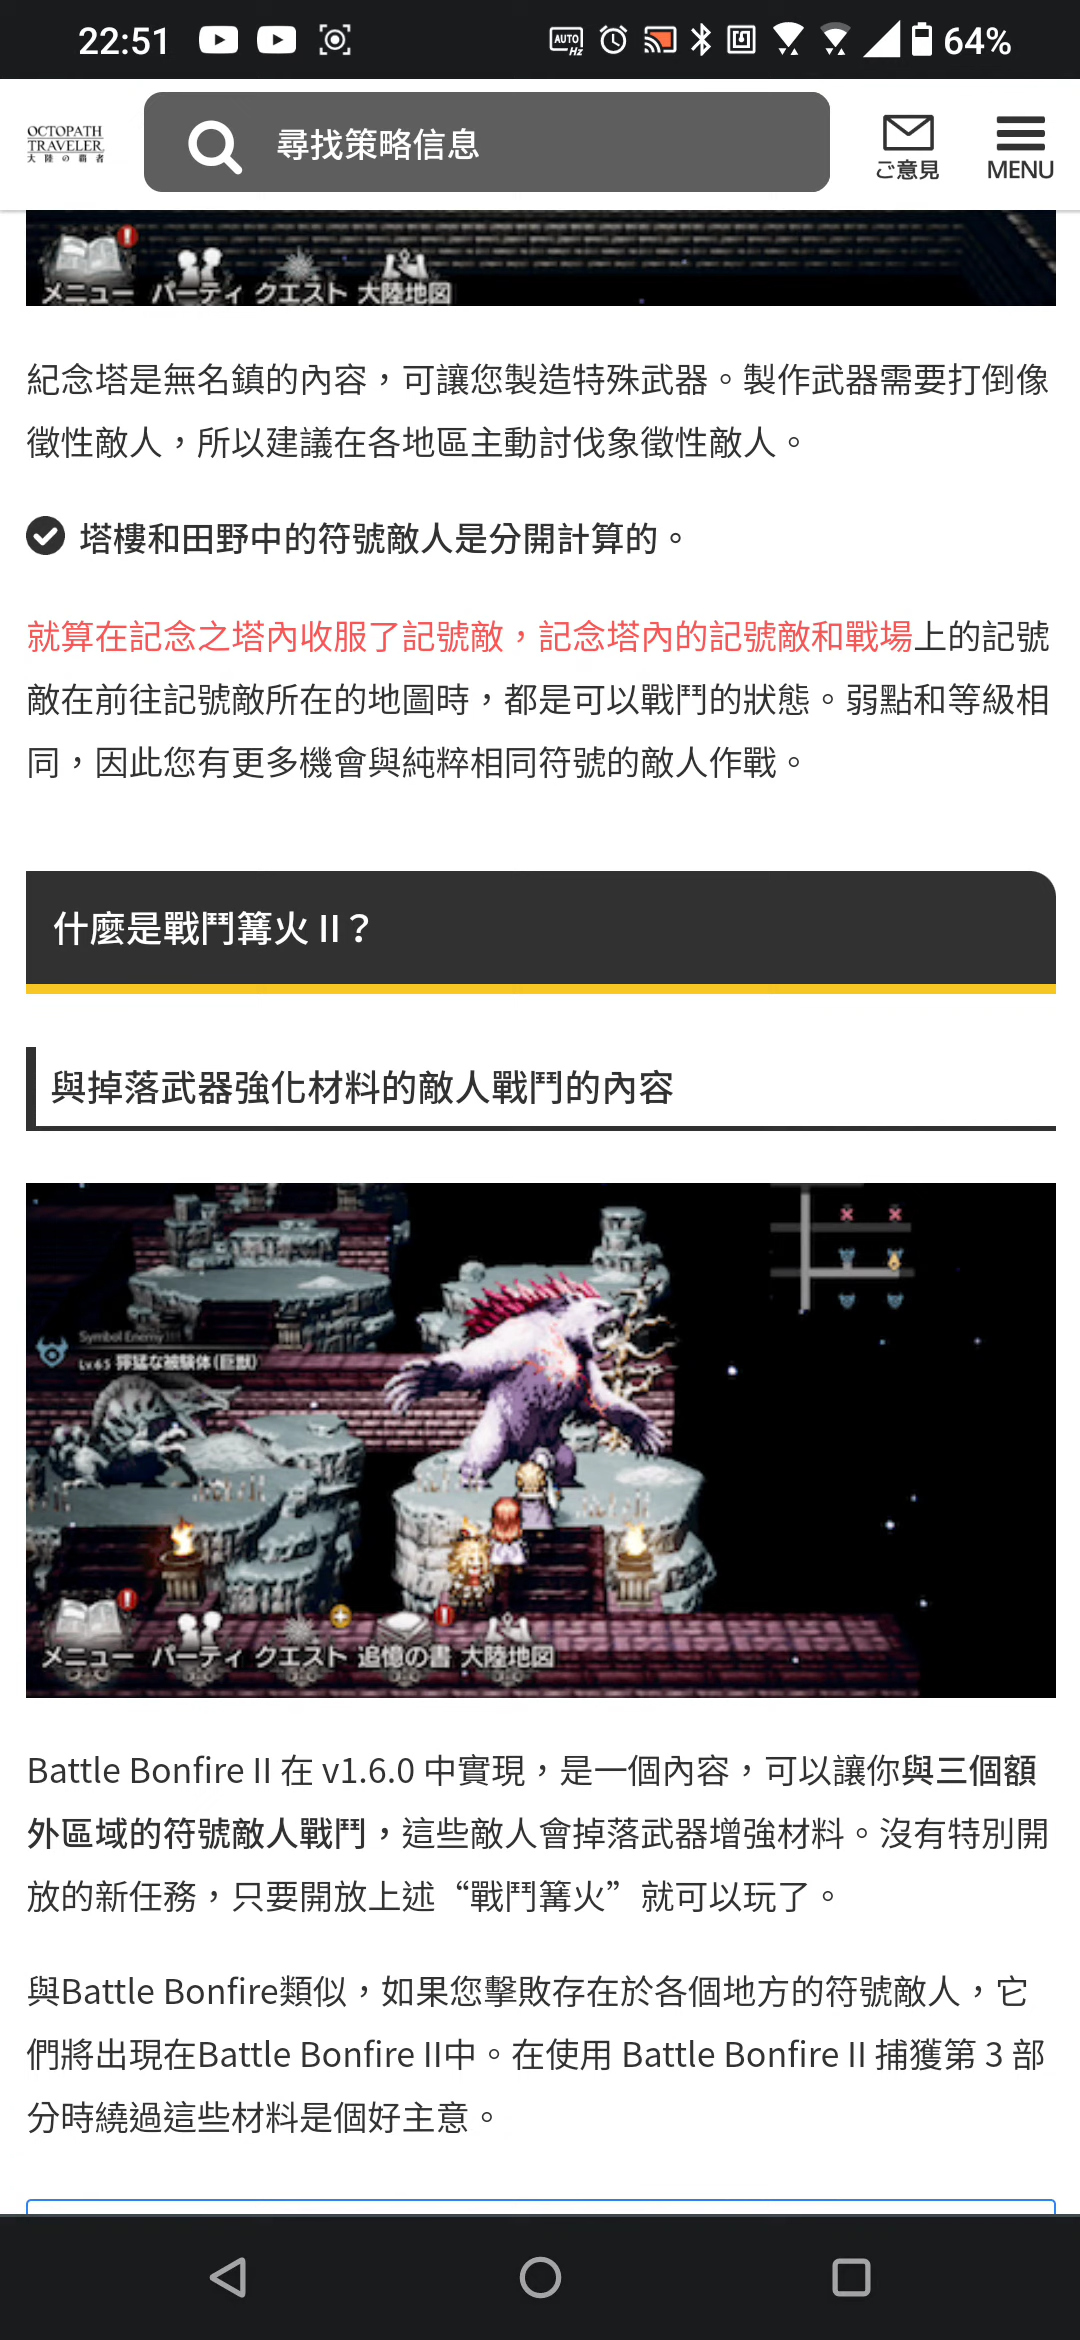 22:51
AUTO Hz
64%
OCTOPATH
TRAVELER
大陸の覇者
尋找策略信息
ご意見
MENU
メニュー パーティ クエスト 大陸地図
紀念塔是無名鎮的內容，可讓您製造特殊武器。製作武器需要打倒像
徵性敵人，所以建議在各地區主動討伐象徵性敵人。
塔樓和田野中的符號敵人是分開計算的。
就算在記念之塔內收服了記號敵，記念塔內的記號敵和戰場上的記號
敵在前往記號敵所在的地圖時，都是可以戰鬥的狀態。弱點和等級相
同，因此您有更多機會與純粹相同符號的敵人作戰。
什麼是戰鬥篝火 II？
與掉落武器強化材料的敵人戰鬥的內容
Symbol Enemy
Lv.65 獰猛な被験体(巨獣)
メニュー パーティ クエスト 追憶の書 大陸地図
Battle Bonfire II 在 v1.6.0 中實現，是一個內容，可以讓你與三個額
外區域的符號敵人戰鬥，這些敵人會掉落武器增強材料。沒有特別開
放的新任務，只要開放上述“戰鬥篝火”就可以玩了。
與Battle Bonfire類似，如果您擊敗存在於各個地方的符號敵人，它
們將出現在Battle Bonfire II中。在使用 Battle Bonfire II 捕獲第 3 部
分時繞過這些材料是個好主意。